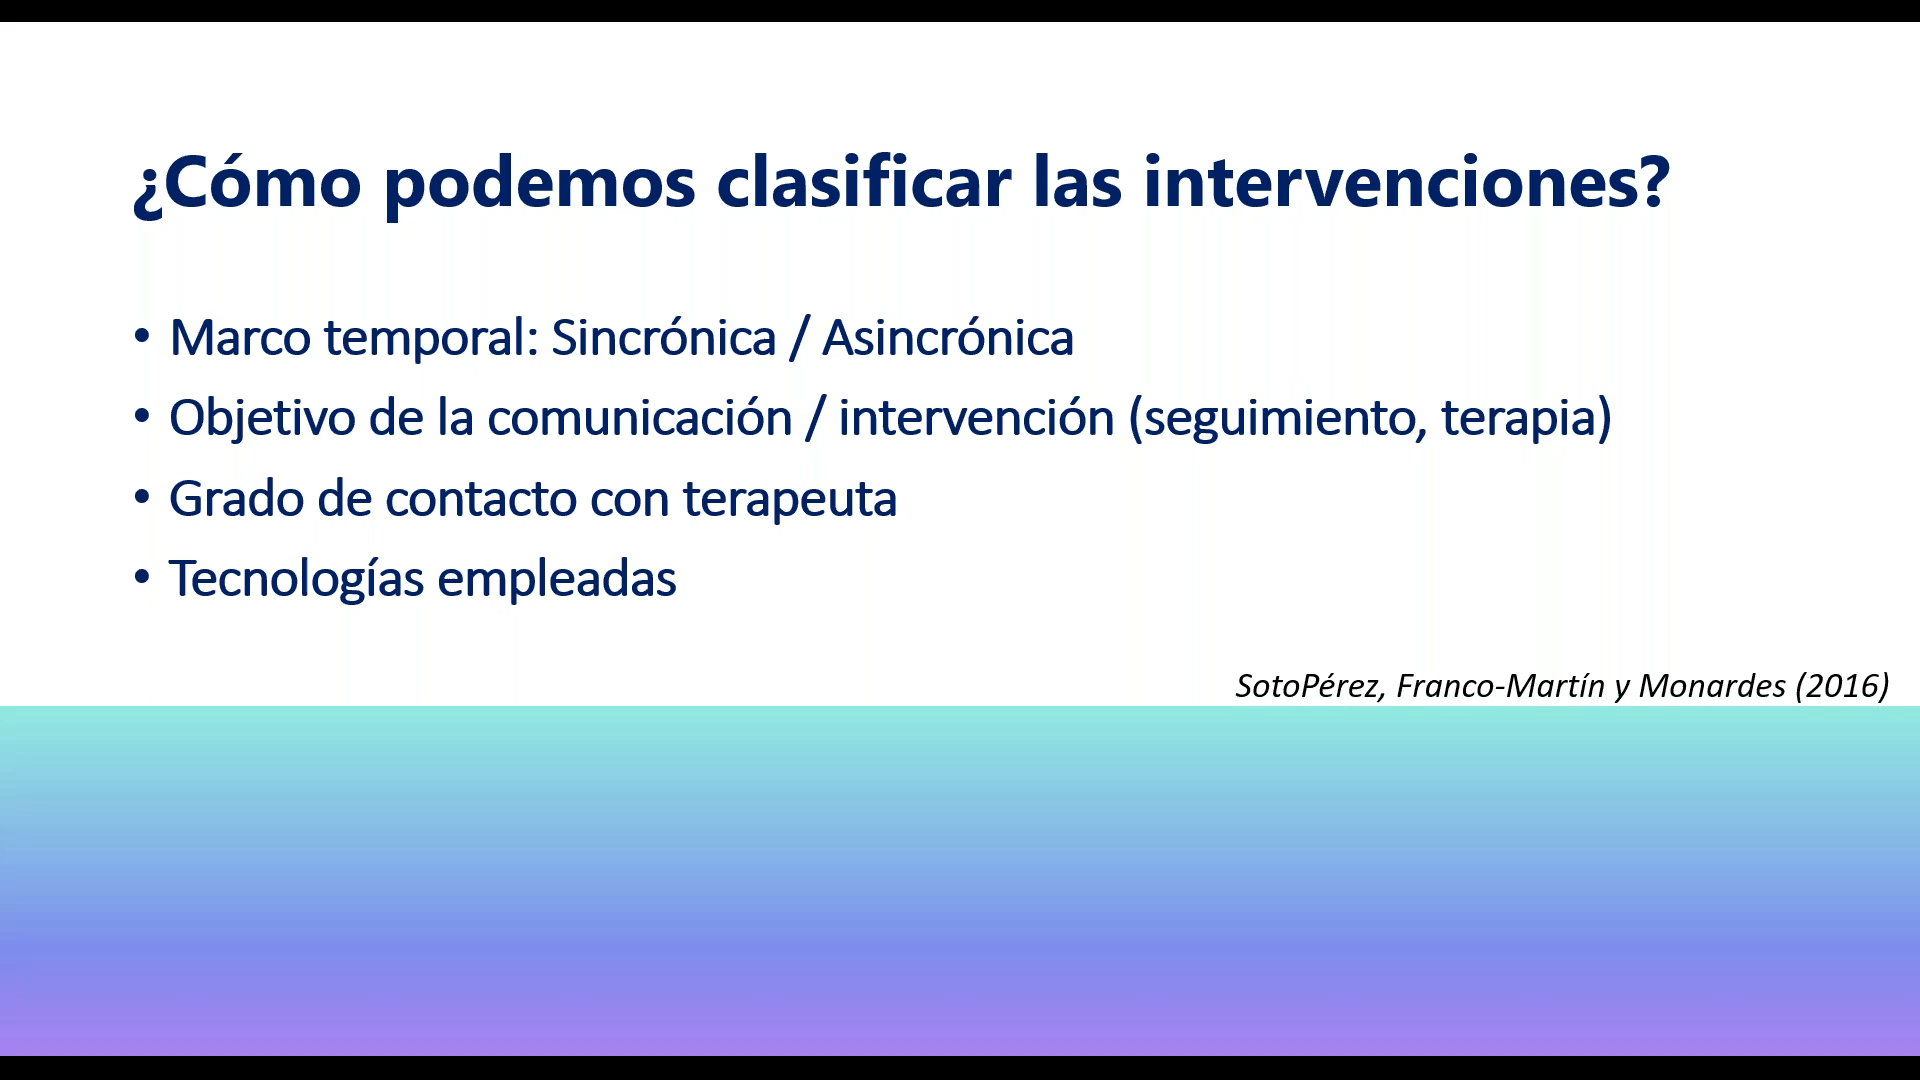 ¿Cómo podemos clasificar las intervenciones?
• Marco temporal: Sincrónica / Asincrónica
• Objetivo de la comunicación / intervención (seguimiento, terapia)
• Grado de contacto con terapeuta
• Tecnologías empleadas
SotoPérez, Franco-Martín y Monardes (2016)